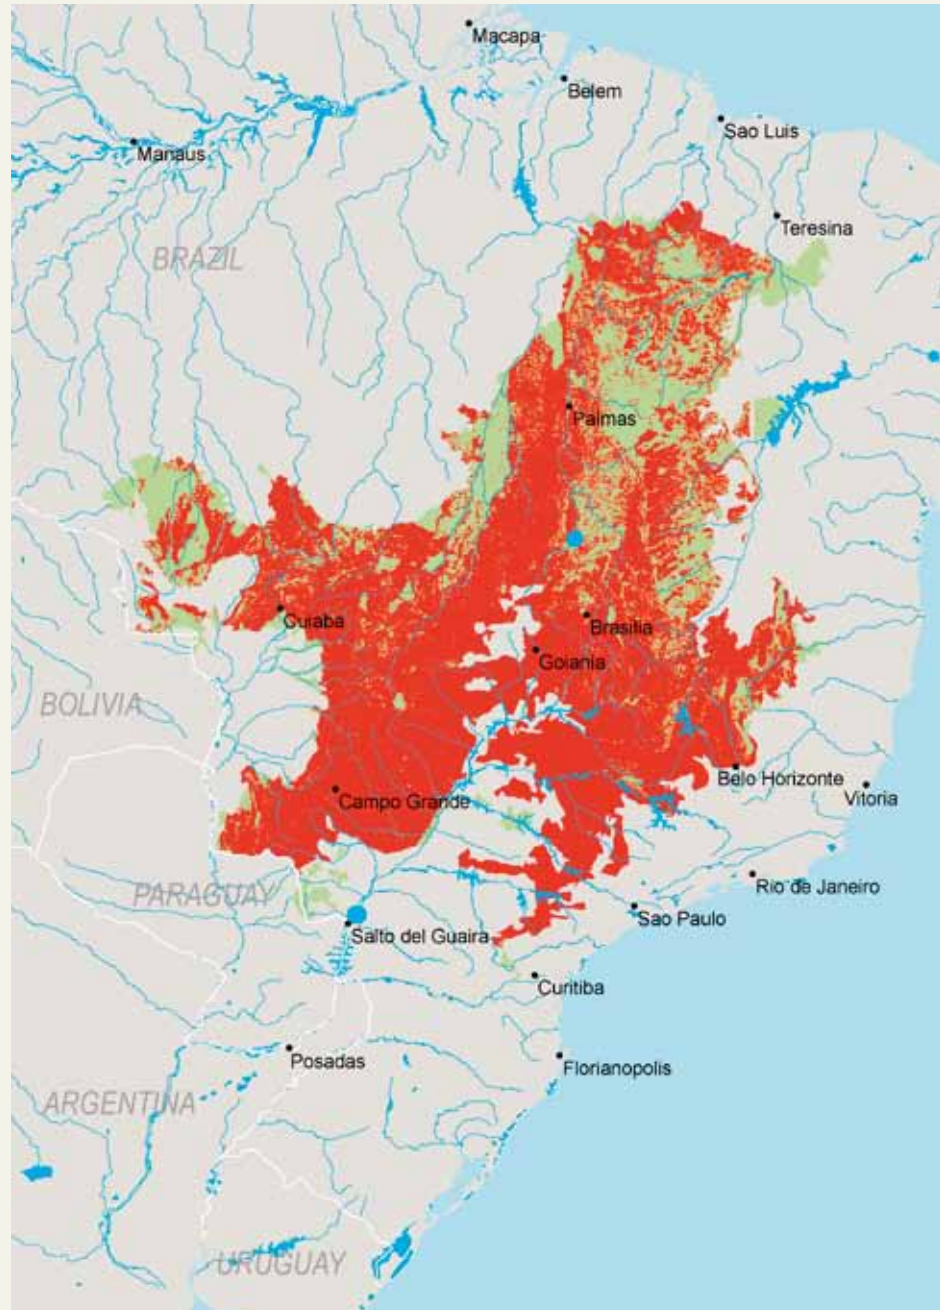 Macapa
Belem
Sao Luis
Manaus
Teresina
BRAZIL
Palmas
Cuiaba
Brasilia
Goiania
BOLIVIA
Belo Horizonte
Vitoria
Campo Grande
Rio de Janeiro
PARAGUAY
Sao Paulo
Salto del Guaira
Curitiba
Posadas
Florianopolis
ARGENTINA
URUGUAY